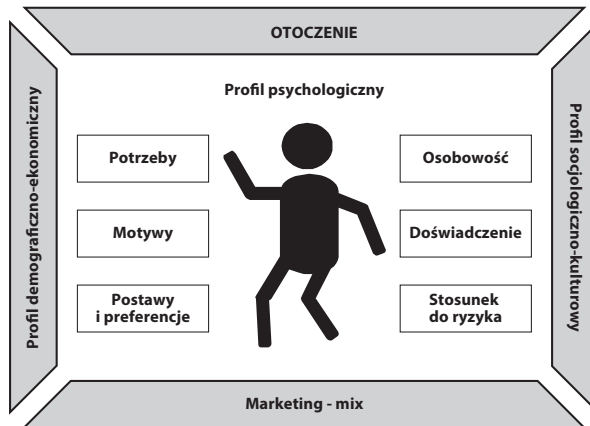 OTOCZENIE
Profil demograficzno-ekonomiczny
Profil psychologiczny
Potrzeby
Motywy
Postawy
i preferencje
Osobowość
Doświadczenie
Stosunek
do ryzyka
Profil socjologiczno-kulturowy
Marketing - mix